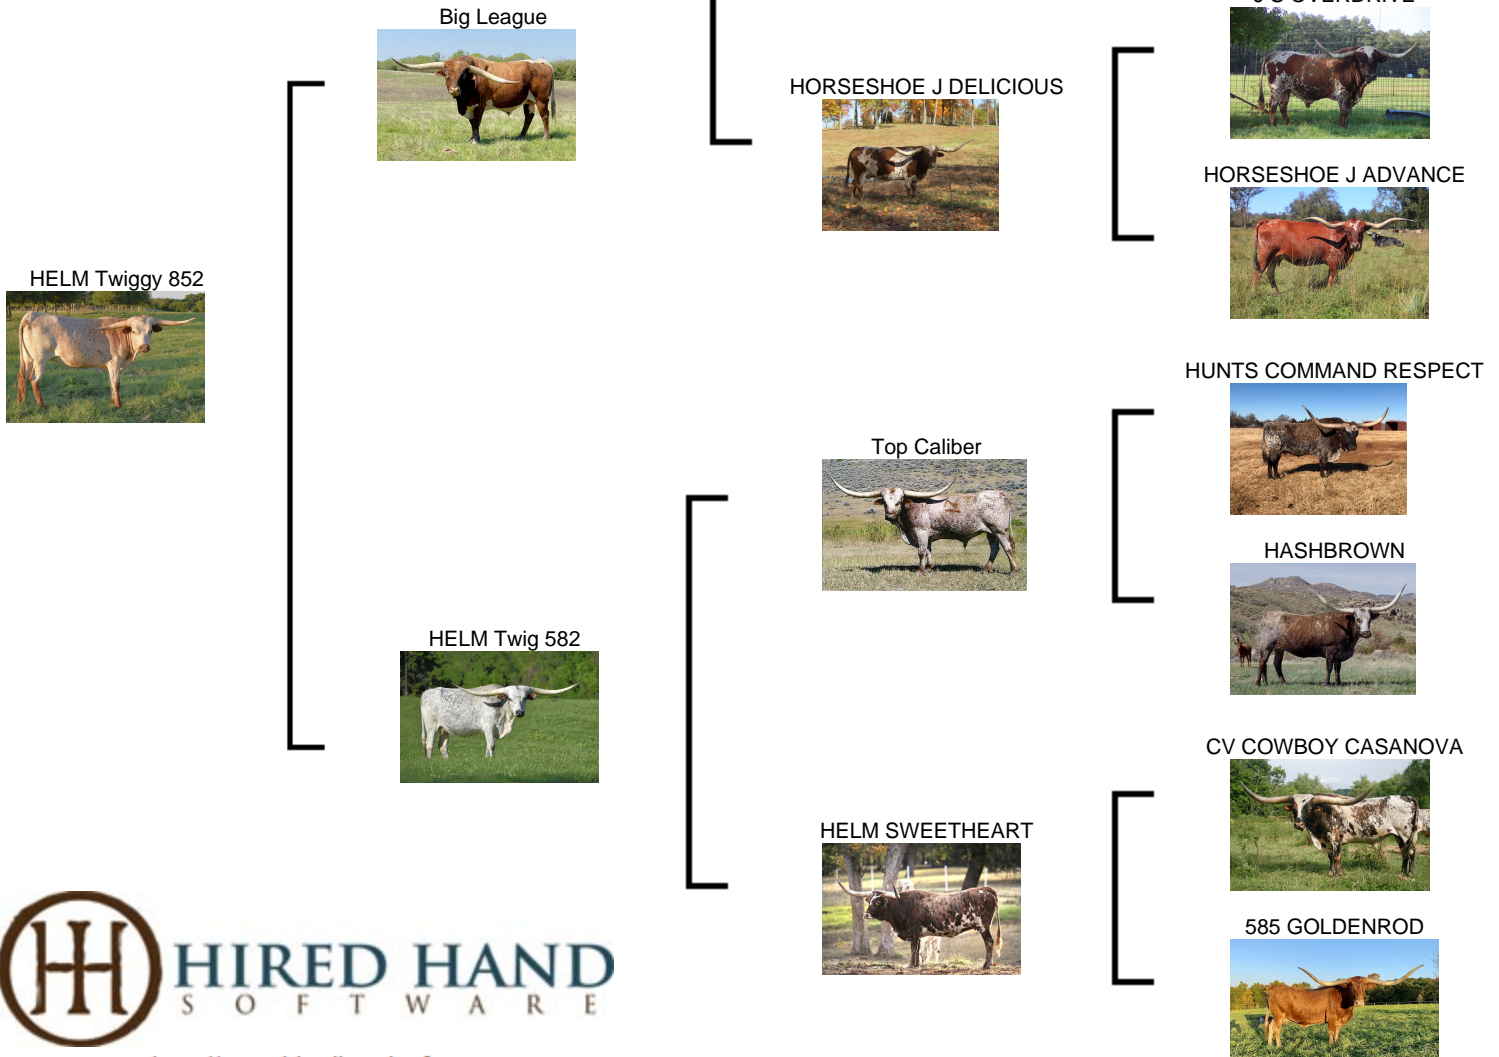 Big League
HORSESHOE J DELICIOUS
HORSESHOE J ADVANCE
HELM Twiggy 852
HUNTS COMMAND RESPECT
Top Caliber
HASHBROWN
HELM Twig 582
CV COWBOY CASANOVA
HELM SWEETHEART
585 GOLDENROD
HIRED HAND
SOFTWARE